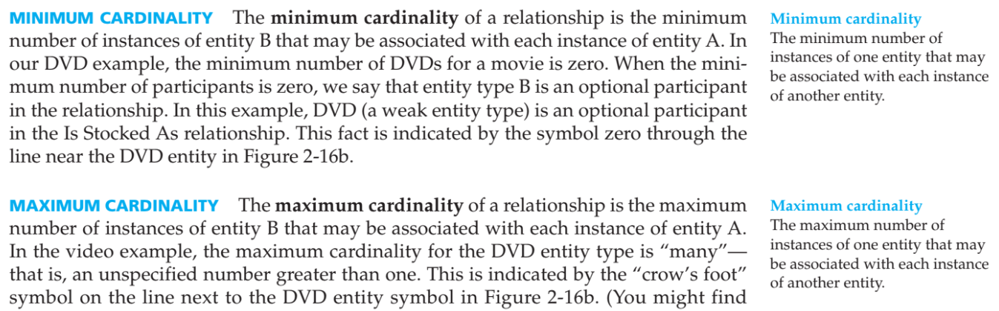 MINIMUM CARDINALITY The minimum cardinality of a relationship is the minimum
number of instances of entity B that may be associated with each instance of entity A. In
our DVD example, the minimum number of DVDs for a movie is zero. When the mini-
mum number of participants is zero, we say that entity type B is an optional participant
in the relationship. In this example, DVD (a weak entity type) is an optional participant
in the Is Stocked As relationship. This fact is indicated by the symbol zero through the
line near the DVD entity in Figure 2-16b.
Minimum cardinality
The minimum number of
instances of one entity that may
be associated with each instance
of another entity.
MAXIMUM CARDINALITY The maximum cardinality of a relationship is the maximum
number of instances of entity B that may be associated with each instance of entity A.
In the video example, the maximum cardinality for the DVD entity type is “many”—
that is, an unspecified number greater than one. This is indicated by the “crow’s foot”
symbol on the line next to the DVD entity symbol in Figure 2-16b. (You might find
Maximum cardinality
The maximum number of
instances of one entity that may
be associated with each instance
of another entity.